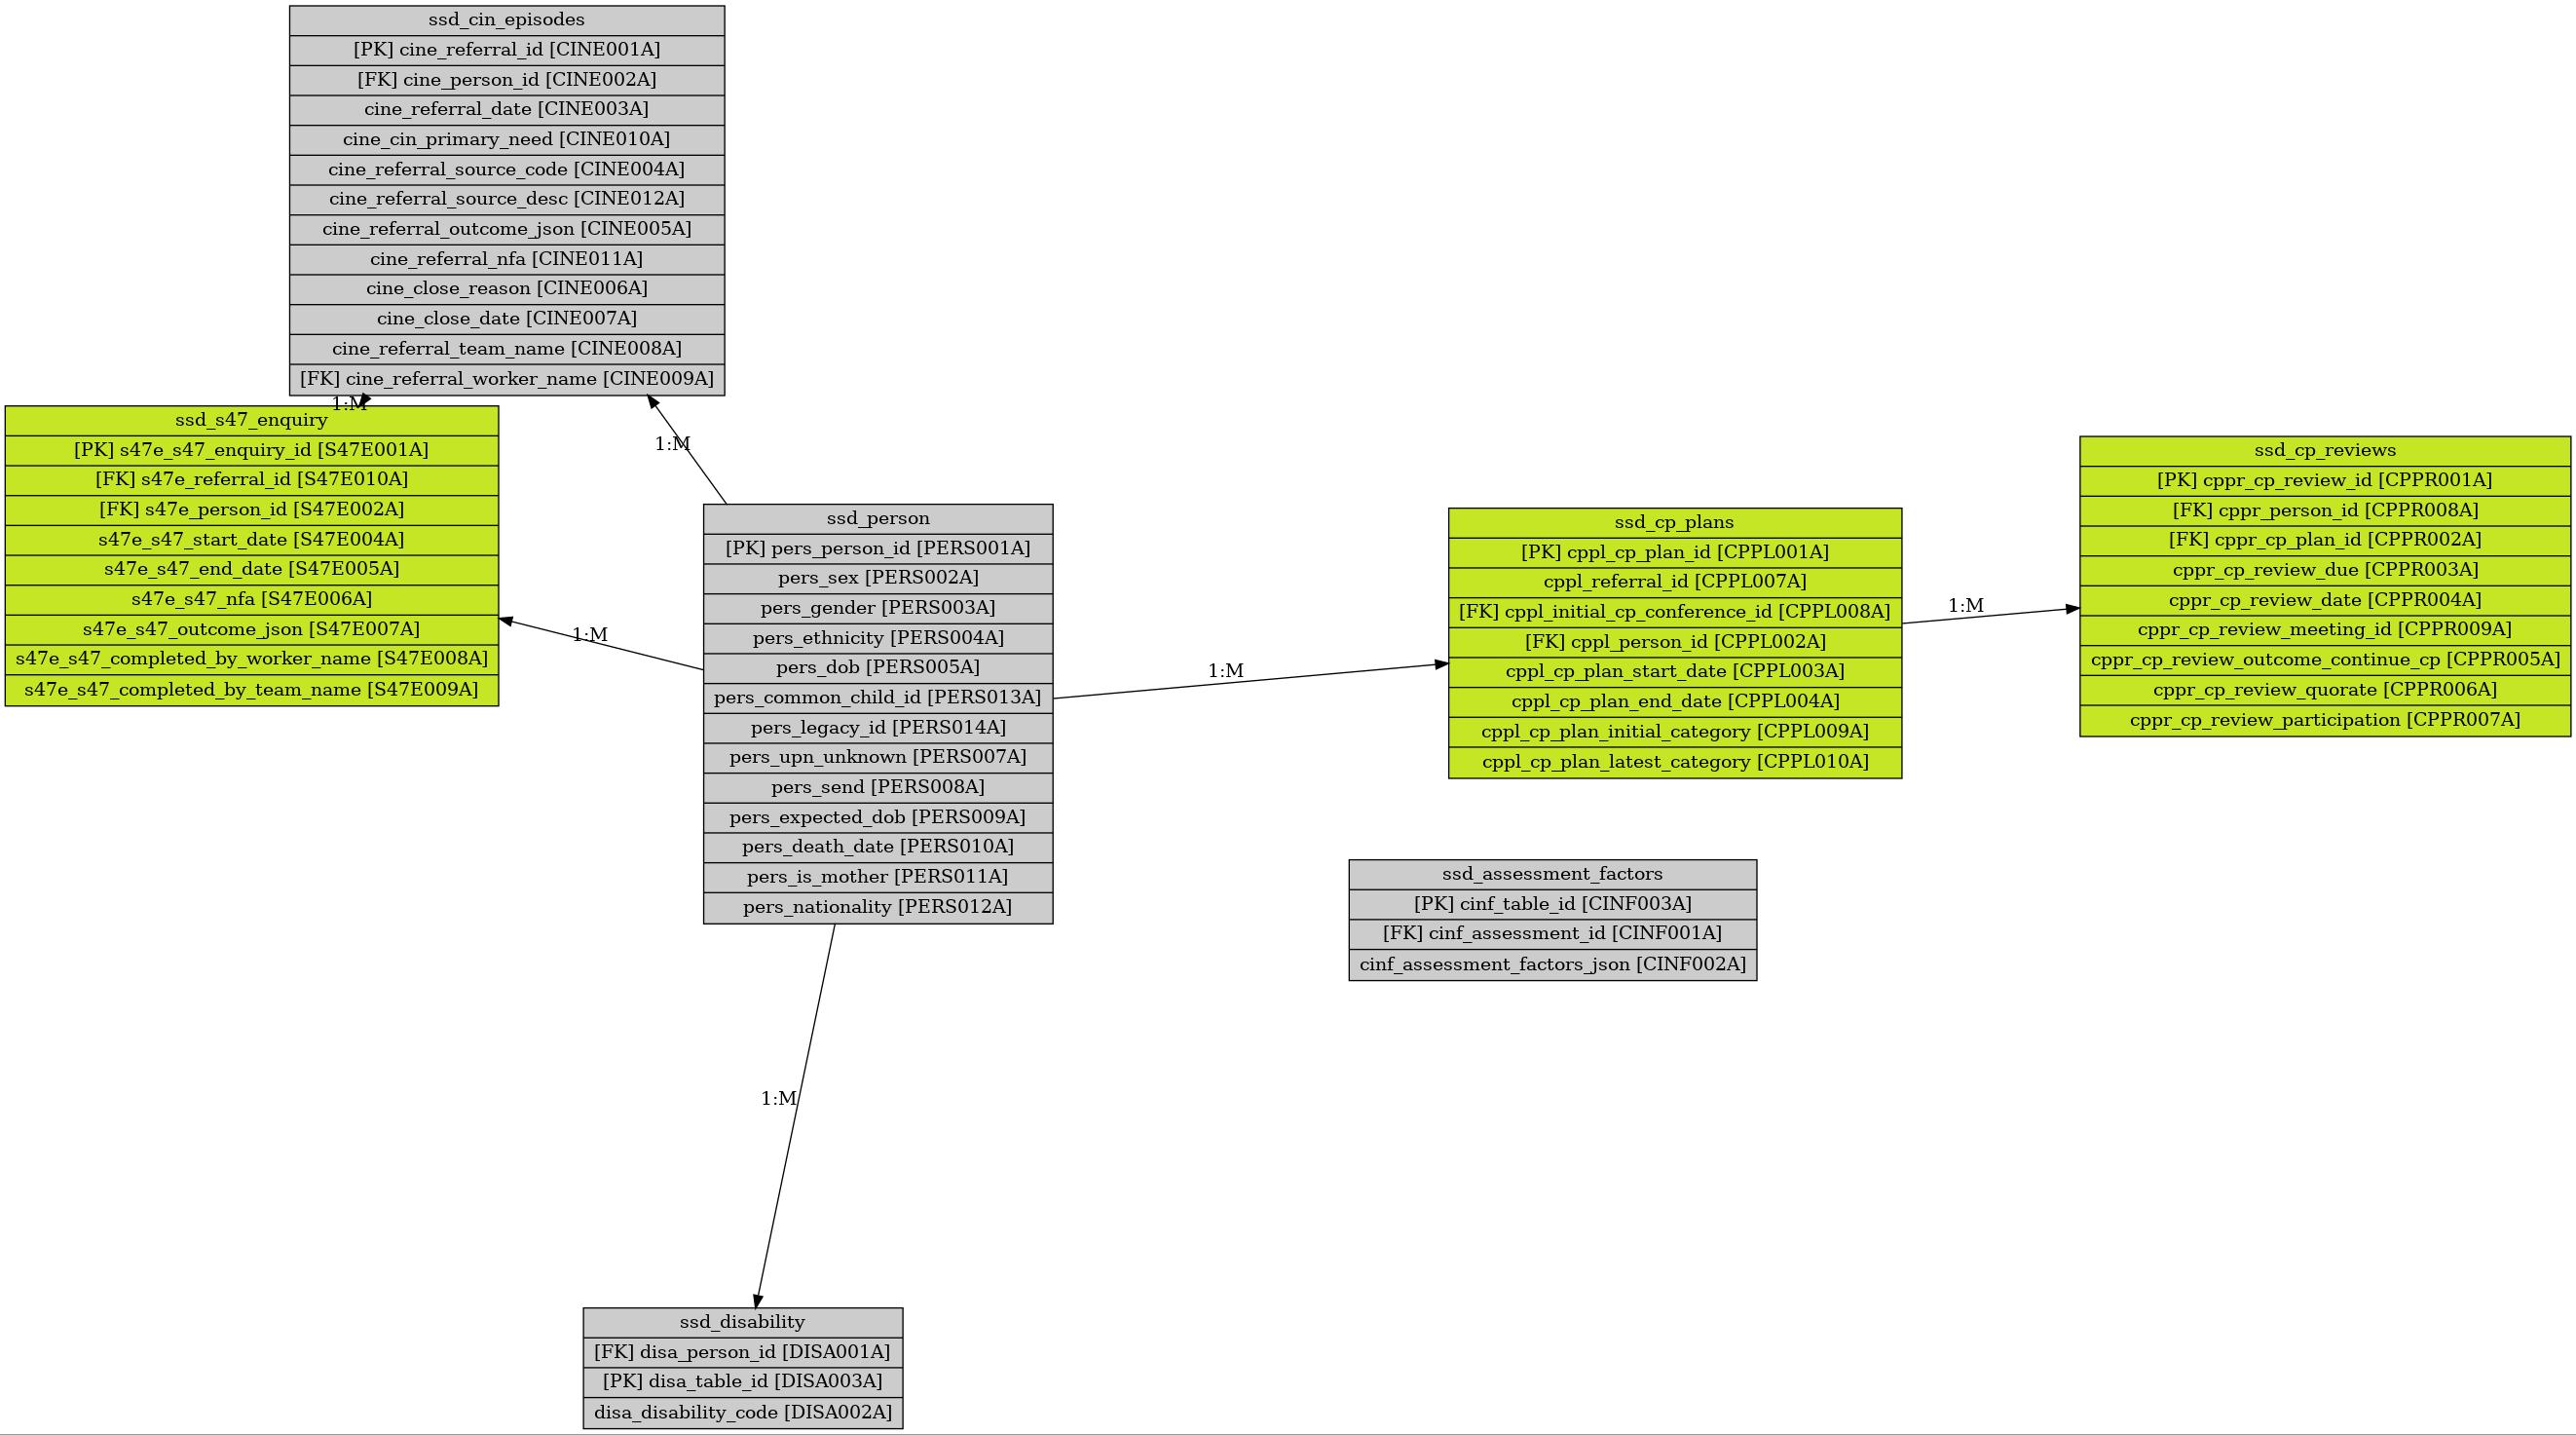 ssd_cin_episodes
[PK] cine_referral_id [CINE001A]
[FK] cine_person_id [CINE002A]
cine_referral_date [CINE003A]
cine_cin_primary_need [CINE010A]
cine_referral_source_code [CINE004A]
cine_referral_source_desc [CINE012A]
cine_referral_outcome_json [CINE005A]
cine_referral_nfa [CINE011A]
cine_close_reason [CINE006A]
cine_close_date [CINE007A]
cine_referral_team_name [CINE008A]
[FK] cine_referral_worker_name [CINE009A]
1:M
ssd_s47_enquiry
[PK] s47e_s47_enquiry_id [S47E001A]
[FK] s47e_referral_id [S47E010A]
[FK] s47e_person_id [S47E002A]
s47e_s47_start_date [S47E004A]
s47e_s47_end_date [S47E005A]
s47e_s47_nfa [S47E006A]
s47e_s47_outcome_json [S47E007A]
s47e_s47_completed_by_worker_name [S47E008A]
s47e_s47_completed_by_team_name [S47E009A]
1:M
1:M
ssd_person
[PK] pers_person_id [PERS001A]
pers_sex [PERS002A]
pers_gender [PERS003A]
pers_ethnicity [PERS004A]
pers_dob [PERS005A]
pers_common_child_id [PERS013A]
pers_legacy_id [PERS014A]
pers_upn_unknown [PERS007A]
pers_send [PERS008A]
pers_expected_dob [PERS009A]
pers_death_date [PERS010A]
pers_is_mother [PERS011A]
pers_nationality [PERS012A]
1:M
ssd_cp_plans
[PK] cppl_cp_plan_id [CPPL001A]
cppl_referral_id [CPPL007A]
[FK] cppl_initial_cp_conference_id [CPPL008A]
[FK] cppl_person_id [CPPL002A]
cppl_cp_plan_start_date [CPPL003A]
cppl_cp_plan_end_date [CPPL004A]
cppl_cp_plan_initial_category [CPPL009A]
cppl_cp_plan_latest_category [CPPL010A]
1:M
ssd_cp_reviews
[PK] cppr_cp_review_id [CPPR001A]
[FK] cppr_person_id [CPPR008A]
[FK] cppr_cp_plan_id [CPPR002A]
cppr_cp_review_due [CPPR003A]
cppr_cp_review_date [CPPR004A]
cppr_cp_review_meeting_id [CPPR009A]
cppr_cp_review_outcome_continue_cp [CPPR005A]
cppr_cp_review_quorate [CPPR006A]
cppr_cp_review_participation [CPPR007A]
ssd_assessment_factors
[PK] cinf_table_id [CINF003A]
[FK] cinf_assessment_id [CINF001A]
cinf_assessment_factors_json [CINF002A]
1:M
ssd_disability
[FK] disa_person_id [DISA001A]
[PK] disa_table_id [DISA003A]
disa_disability_code [DISA002A]